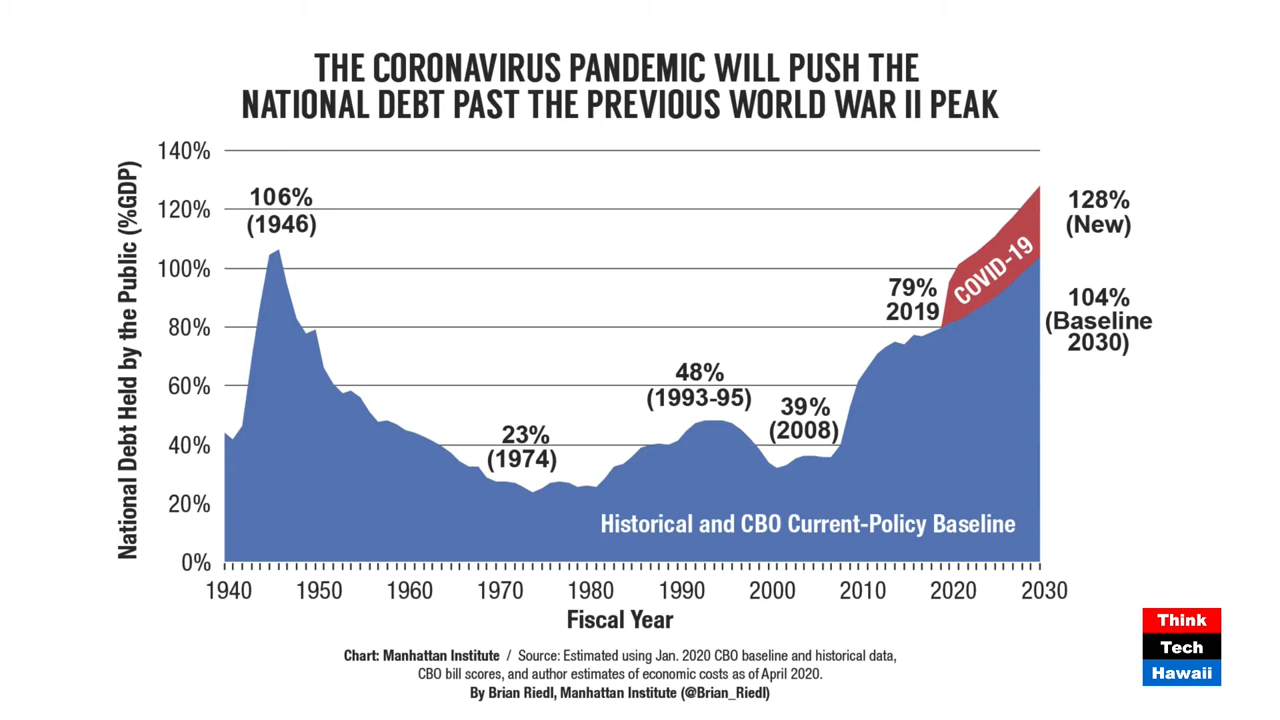 THE CORONAVIRUS PANDEMIC WILL PUSH THE
NATIONAL DEBT PAST THE PREVIOUS WORLD WAR II PEAK
National Debt Held by the Public (%GDP)
140%
120%
100%
80%
60%
40%
20%
0%
106%
(1946)
23%
(1974)
48%
(1993-95)
39%
(2008)
79%
2019
COVID-19
128%
(New)
104%
(Baseline
2030)
Historical and CBO Current-Policy Baseline
1940 1950 1960 1970 1980 1990 2000 2010 2020 2030
Fiscal Year
Chart: Manhattan Institute / Source: Estimated using Jan. 2020 CBO baseline and historical data,
CBO bill scores, and author estimates of economic costs as of April 2020.
By Brian Riedl, Manhattan Institute (@Brian_Riedl)
Think
Tech
Hawaii